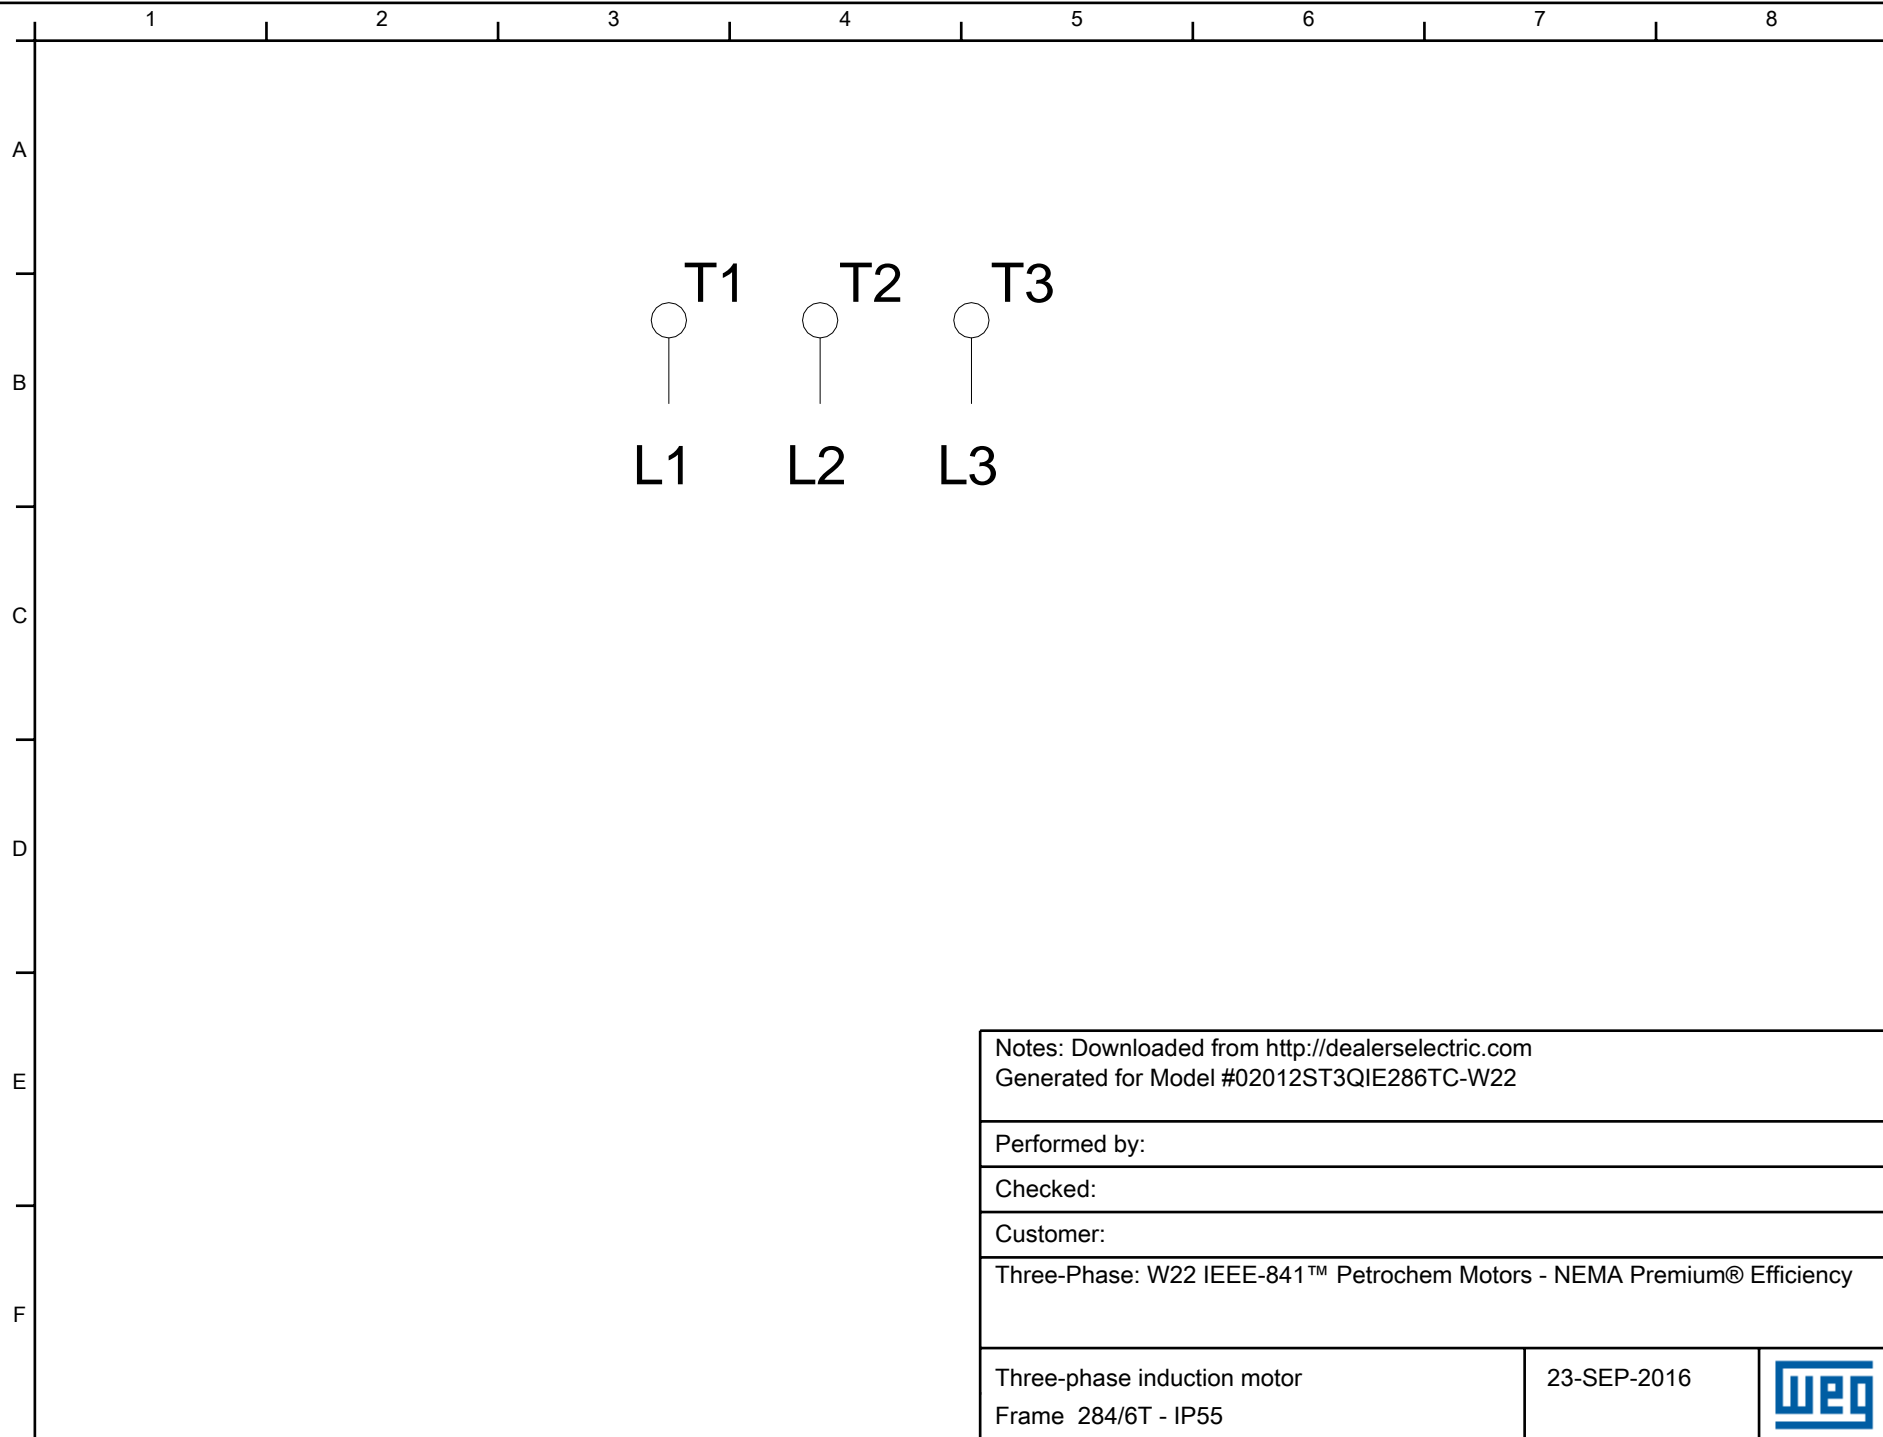 1 2 3 4 5 6 7 8
A
T1 T2 T3
B
L1 L2 L3
C
D
E
Notes: Downloaded from http://dealerselectric.com
Generated for Model #02012ST3QIE286TC-W22
Performed by:
Checked:
Customer:
Three-Phase: W22 IEEE-841™ Petrochem Motors - NEMA Premium® Efficiency
F
Three-phase induction motor
Frame 284/6T - IP55
23-SEP-2016
weg